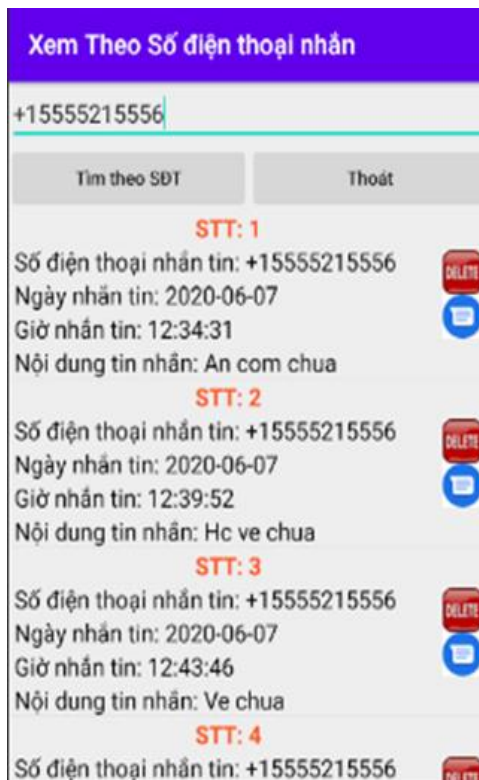 Xem Theo Số điện thoại nhắn
+15555215556
Tìm theo SĐT Thoát
STT: 1
Số điện thoại nhắn tin: +15555215556
DELETE
Ngày nhắn tin: 2020-06-07
Giờ nhắn tin: 12:34:31
Nội dung tin nhắn: An com chua
STT: 2
Số điện thoại nhắn tin: +15555215556
DELETE
Ngày nhắn tin: 2020-06-07
Giờ nhắn tin: 12:39:52
Nội dung tin nhắn: Hc ve chua
STT: 3
Số điện thoại nhắn tin: +15555215556
DELETE
Ngày nhắn tin: 2020-06-07
Giờ nhắn tin: 12:43:46
Nội dung tin nhắn: Ve chua
STT: 4
Số điện thoại nhắn tin: +15555215556
DELETE